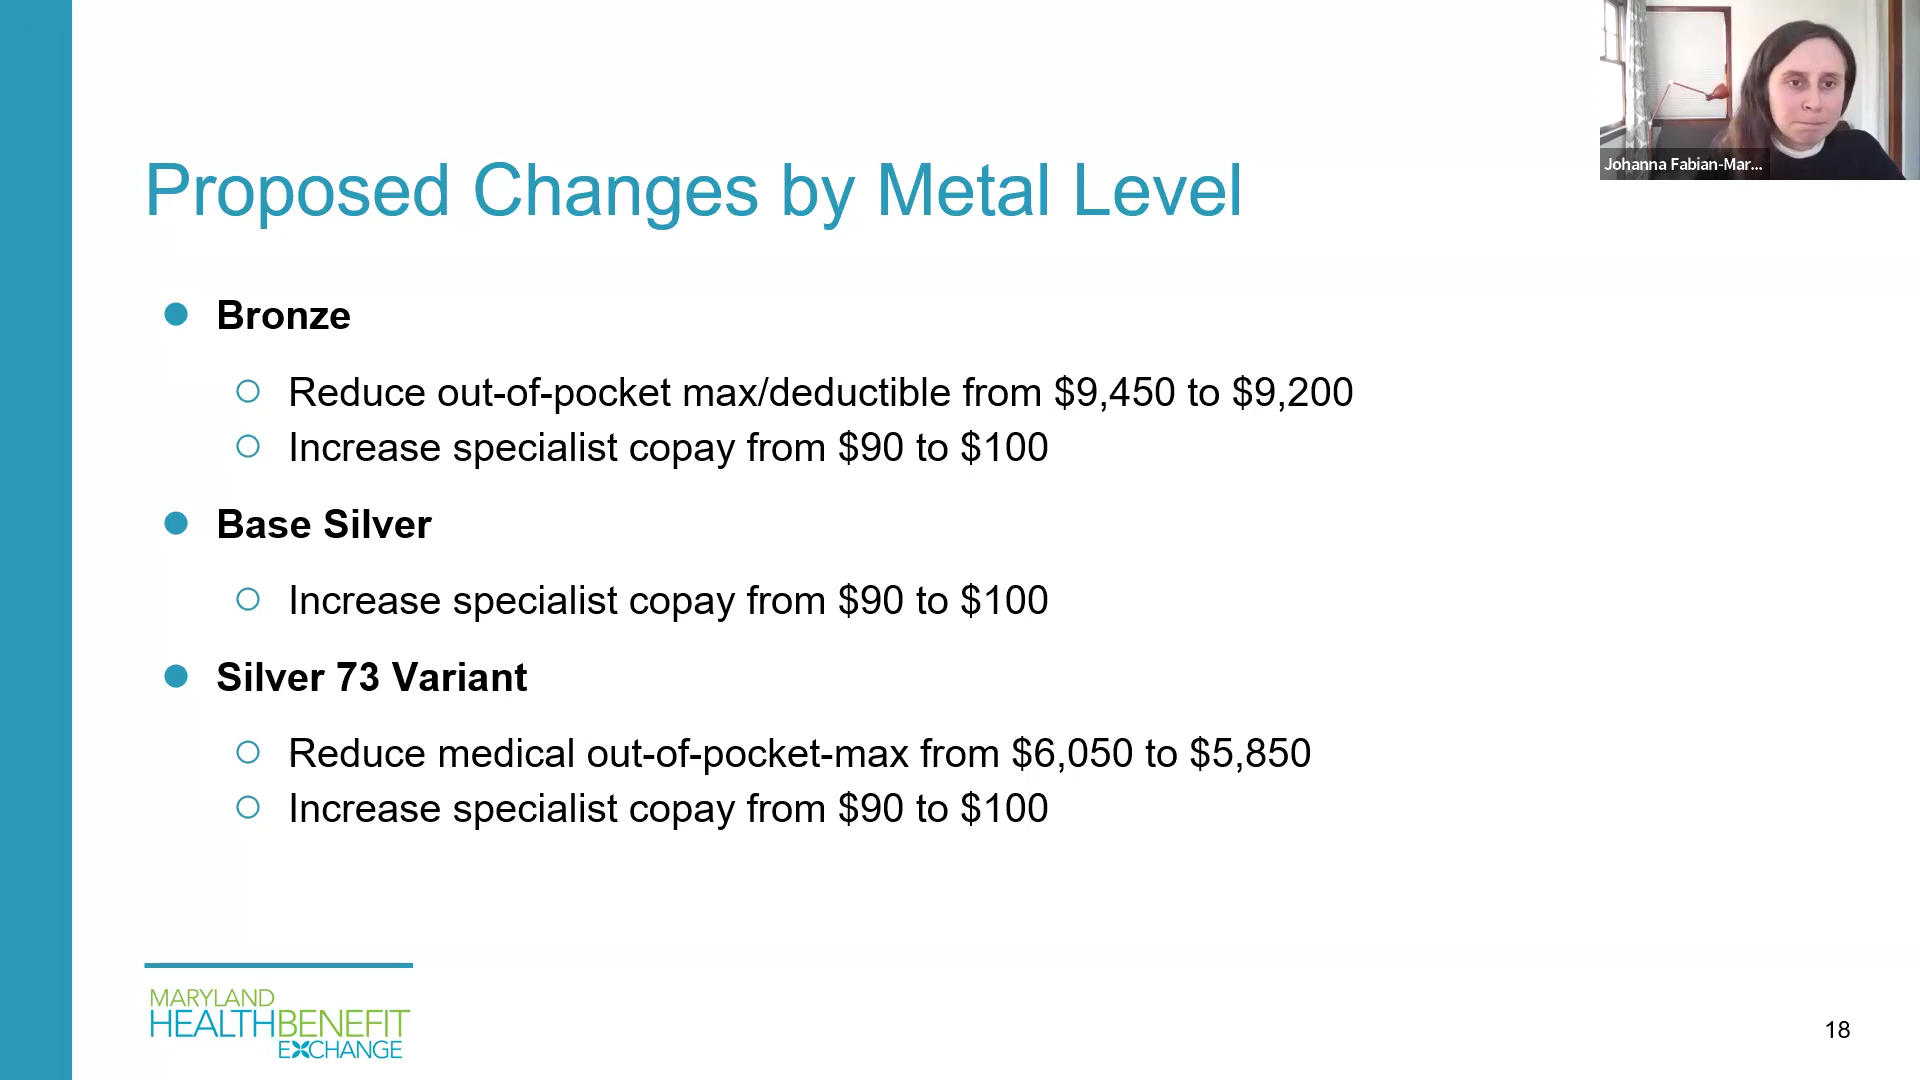 Johanna Fabian-Mar...
Proposed Changes by Metal Level
● Bronze
○ Reduce out-of-pocket max/deductible from $9,450 to $9,200
○ Increase specialist copay from $90 to $100
● Base Silver
○ Increase specialist copay from $90 to $100
● Silver 73 Variant
○ Reduce medical out-of-pocket-max from $6,050 to $5,850
○ Increase specialist copay from $90 to $100
MARYLAND
HEALTHBENEFIT
EXCHANGE
18